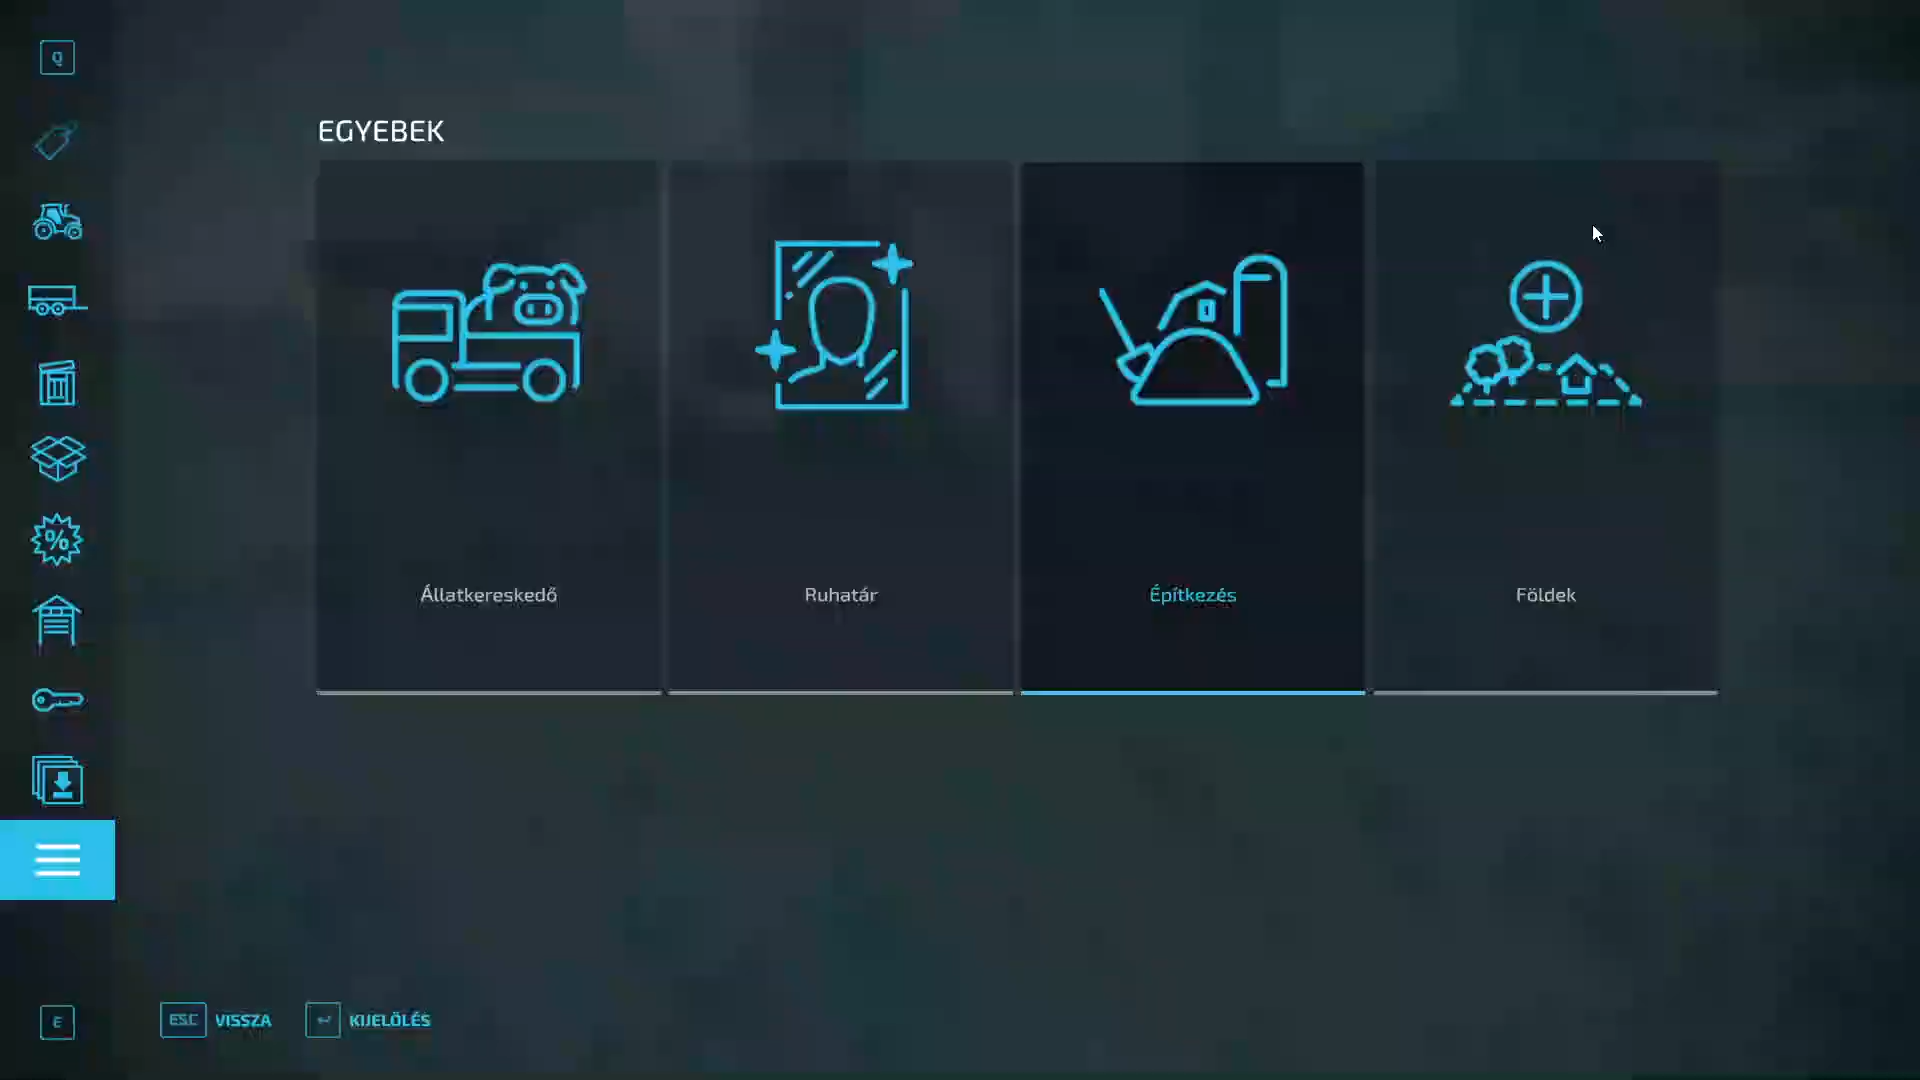 Q
EGYEBEK
%
Állatkereskedő
Ruhatár
Építkezés
Földek
E
ESC VISSZA
KIJELÖLÉS